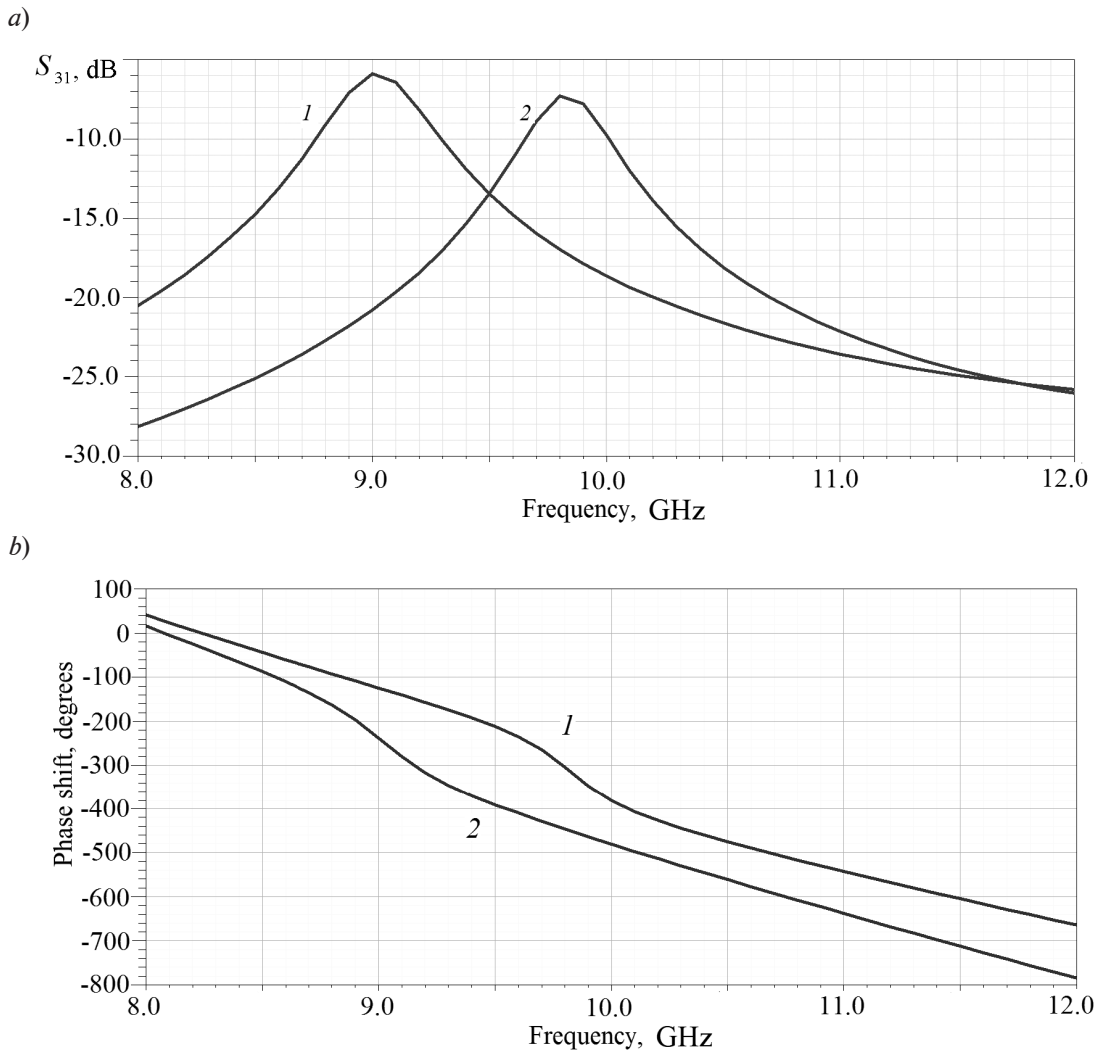 a)
S31, dB
1
2
-10.0
-15.0
-20.0
-25.0
-30.0
8.0 9.0 10.0 11.0 12.0
Frequency, GHz
b)
100
0
-100
-200
-300
-400
-500
-600
-700
-800
Phase shift, degrees
1
2
8.0 9.0 10.0 11.0 12.0
Frequency, GHz